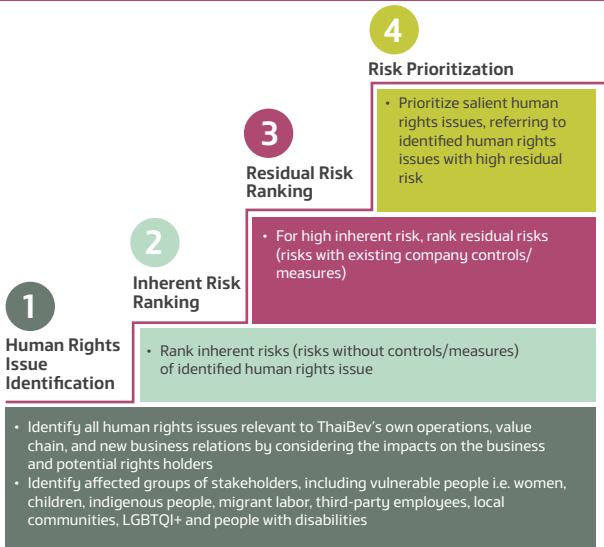 4
Risk Prioritization
• Prioritize salient human
rights issues, referring to
identified human rights
issues with high residual
risk
3
Residual Risk
Ranking
• For high inherent risk, rank residual risks
(risks with existing company controls/
measures)
2
Inherent Risk
Ranking
• Rank inherent risks (risks without controls/measures)
of identified human rights issue
1
Human Rights
Issue
Identification
• Identify all human rights issues relevant to ThaiBev's own operations, value
chain, and new business relations by considering the impacts on the business
and potential rights holders
• Identify affected groups of stakeholders, including vulnerable people i.e. women,
children, indigenous people, migrant labor, third-party employees, local
communities, LGBTQI+ and people with disabilities